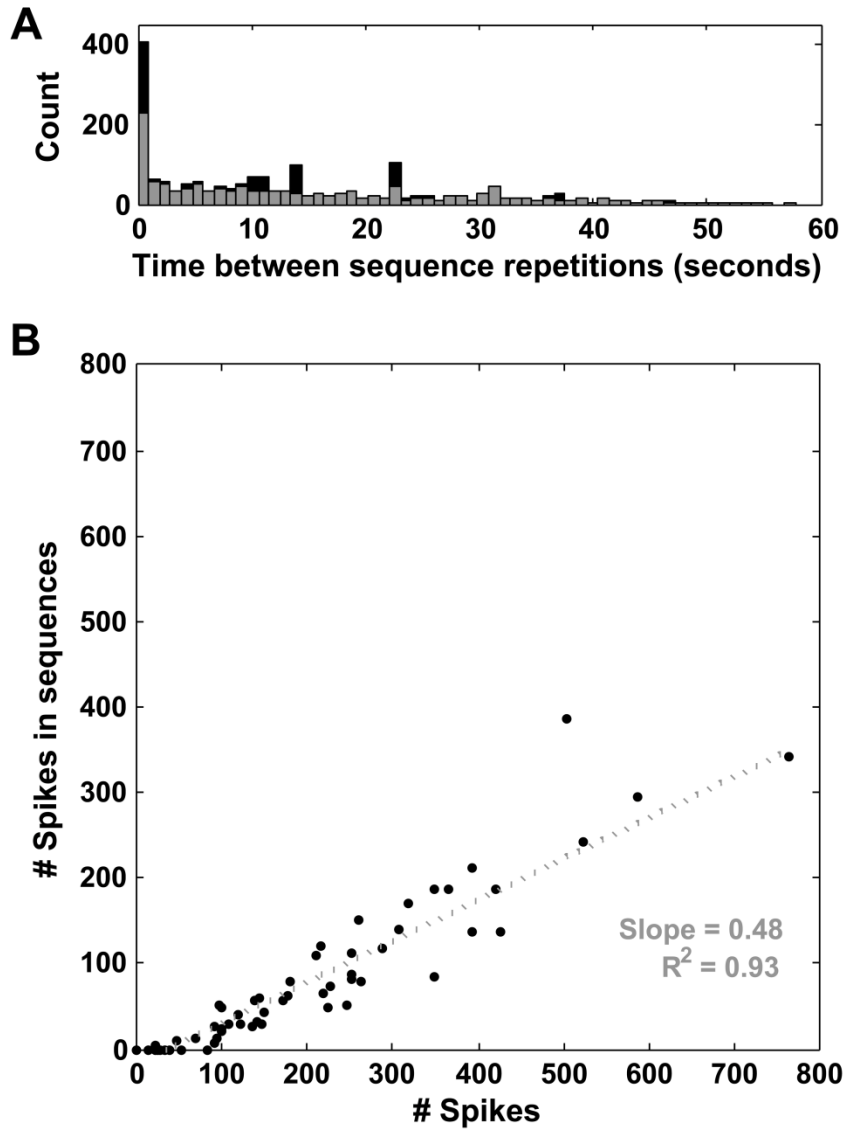 A
400
200
0
Count
0 10 20 30 40 50 60
Time between sequence repetitions (seconds)
B
800
700
600
500
400
300
200
100
0
# Spikes in sequences
Slope = 0.48
R² = 0.93
0 100 200 300 400 500 600 700 800
# Spikes